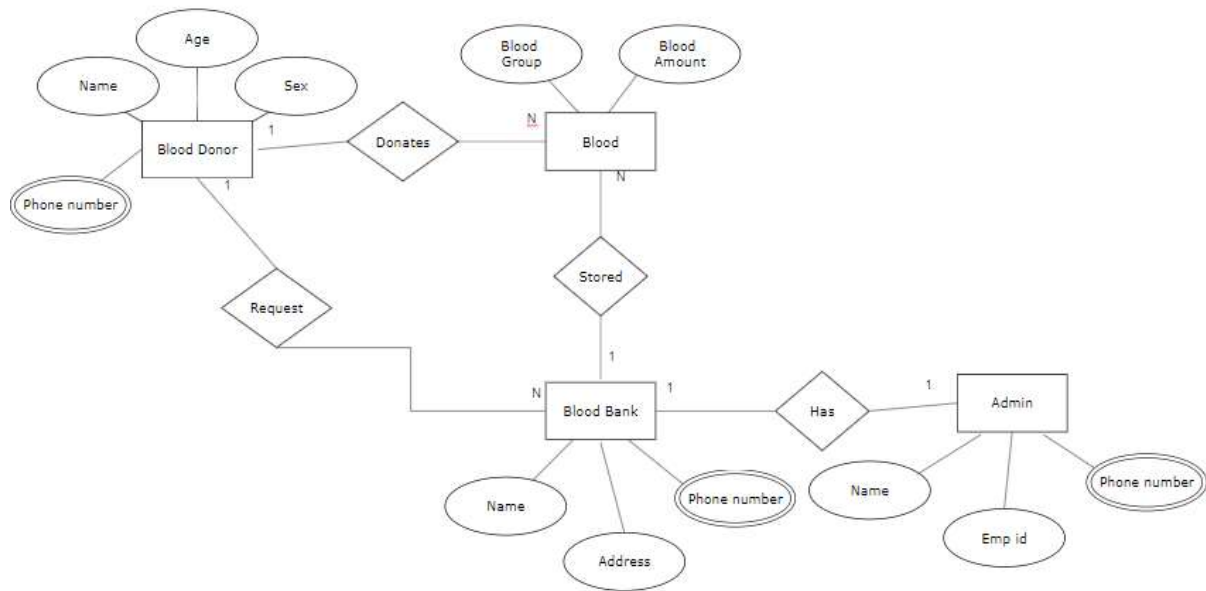 Age
Blood
Group
Blood
Amount
Name
Sex
1
N
Donates
Blood
Blood Donor
1
N
Phone number
Stored
Request
1
N
1
1
Blood Bank
Has
Admin
Name
Phone number
Name
Phone number
Emp id
Address